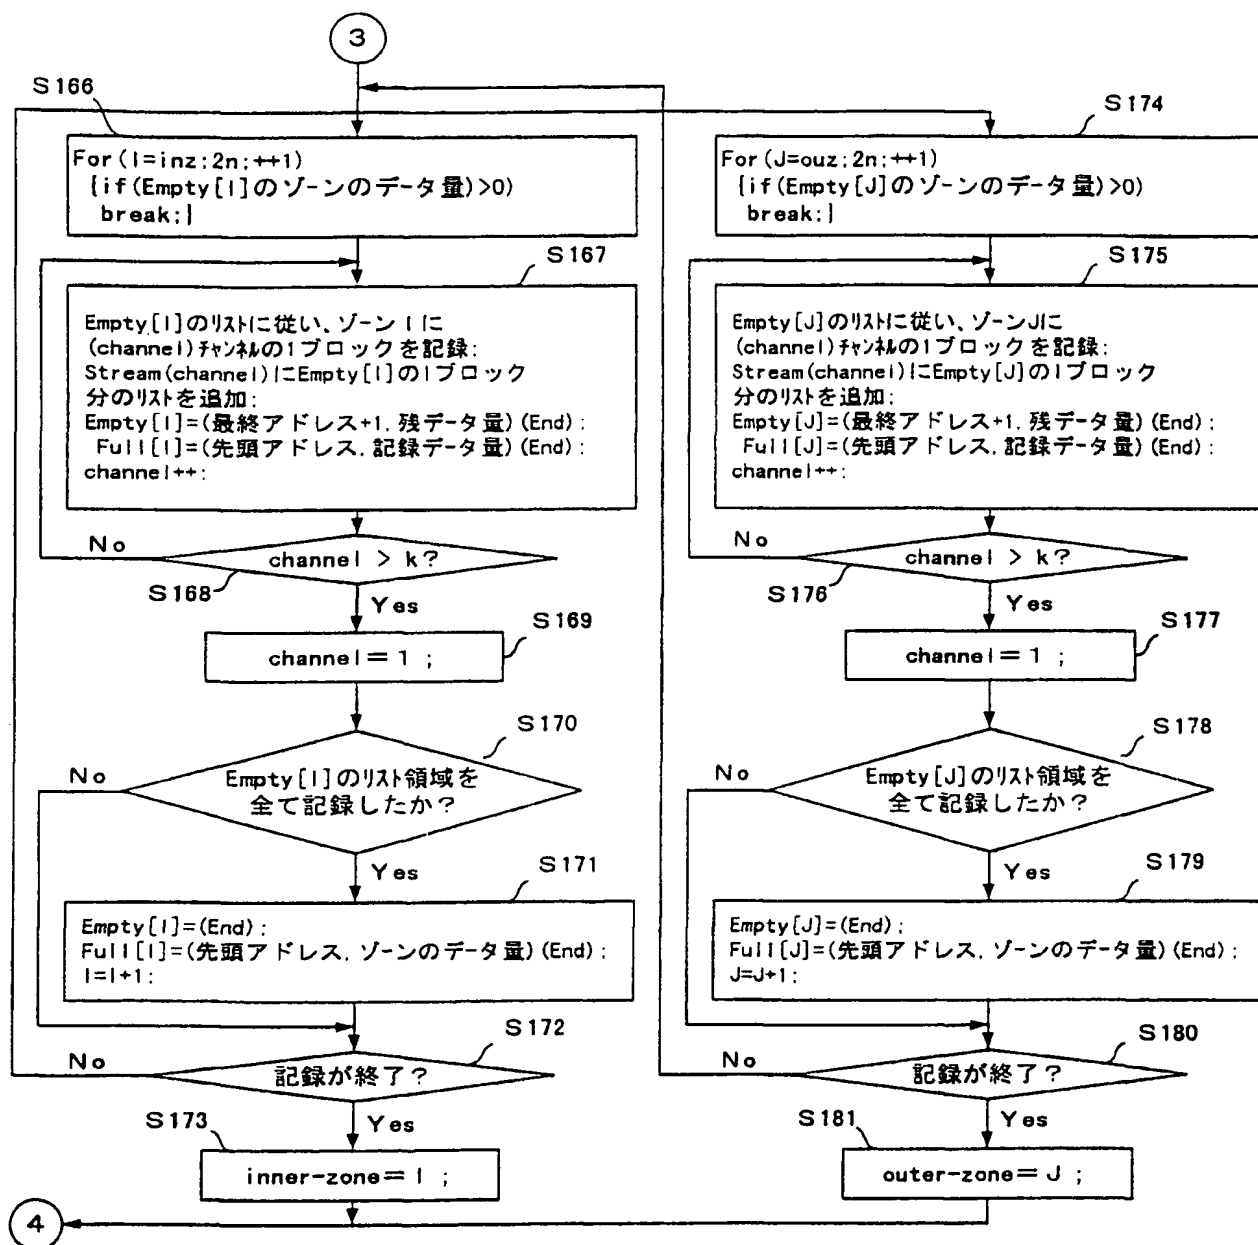 3
S166
For(I=inz;2n;++1)
{if(Empty[I]のゾーンのデータ量)>0)
break;}
S167
Empty[I]のリストに従い、ゾーンIに
(channel)チャンネルの1ブロックを記録;
Stream(channel)にEmpty[I]の1ブロック
分のリストを追加;
Empty[I]=(最終アドレス+1,残データ量)(End);
Full[I]=(先頭アドレス,記録データ量)(End);
channel++;
No
channel > k?
S168
Yes
S169
channel=1;
S170
No
Empty[I]のリスト領域を
全て記録したか?
Yes
S171
Empty[I]=(End);
Full[I]=(先頭アドレス,ゾーンのデータ量)(End);
I=I+1;
S172
No
記録が終了?
Yes
S173
inner-zone=I;
4
S174
For(J=ouz;2n;++1)
{if(Empty[J]のゾーンのデータ量)>0)
break;}
S175
Empty[J]のリストに従い、ゾーンJに
(channel)チャンネルの1ブロックを記録;
Stream(channel)にEmpty[J]の1ブロック
分のリストを追加;
Empty[J]=(最終アドレス+1,残データ量)(End);
Full[J]=(先頭アドレス,記録データ量)(End);
channel++;
No
channel > k?
S176
Yes
S177
channel=1;
S178
No
Empty[J]のリスト領域を
全て記録したか?
Yes
S179
Empty[J]=(End);
Full[J]=(先頭アドレス,ゾーンのデータ量)(End);
J=J+1;
S180
No
記録が終了?
Yes
S181
outer-zone=J;